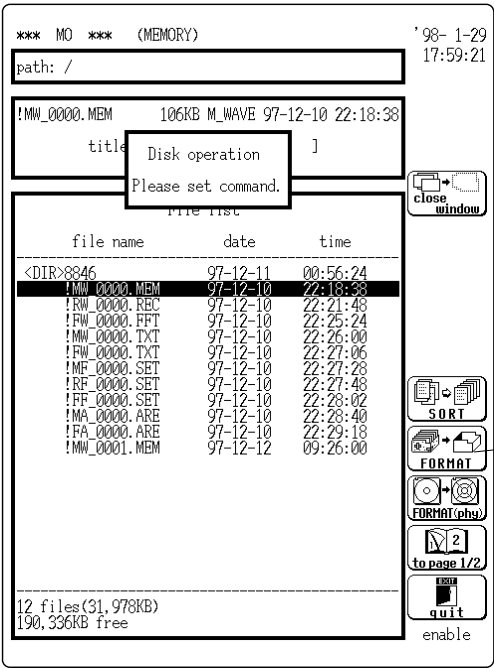 *** MO *** (MEMORY)
'98- 1-29
17:59:21
path: /
!MW_0000.MEM 106KB M_WAVE 97-12-10 22:18:38
title ]
Disk operation
Please set command.
File list
file name date time
<DIR>8846 97-12-11 00:56:24
!MW_0000.MEM 97-12-10 22:18:38
!RW_0000.REC 97-12-10 22:21:48
!FW_0000.FFT 97-12-10 22:25:24
!MW_0000.TXT 97-12-10 22:26:00
!FW_0000.TXT 97-12-10 22:27:06
!MF_0000.SET 97-12-10 22:27:28
!RF_0000.SET 97-12-10 22:27:48
!FF_0000.SET 97-12-10 22:28:02
!MA_0000.ARE 97-12-10 22:28:40
!FA_0000.ARE 97-12-10 22:29:18
!MW_0001.MEM 97-12-12 09:26:00
12 files(31,978KB)
190,336KB free
close
window
SORT
FORMAT
FORMAT(phy)
2
to page 1/2
EXIT
quit
enable